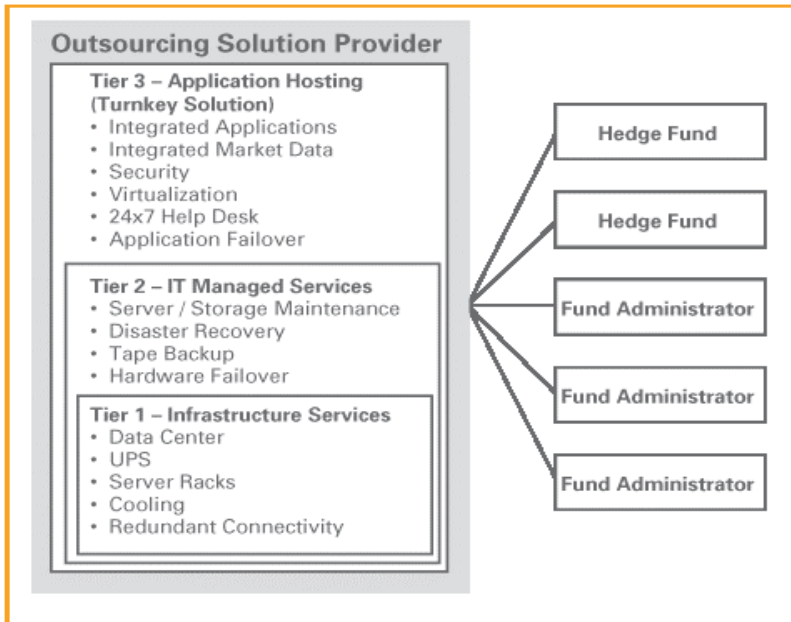 Outsourcing Solution Provider
Tier 3 – Application Hosting
(Turnkey Solution)
• Integrated Applications
• Integrated Market Data
• Security
• Virtualization
• 24x7 Help Desk
• Application Failover
Tier 2 – IT Managed Services
• Server / Storage Maintenance
• Disaster Recovery
• Tape Backup
• Hardware Failover
Tier 1 – Infrastructure Services
• Data Center
• UPS
• Server Racks
• Cooling
• Redundant Connectivity
Hedge Fund
Hedge Fund
Fund Administrator
Fund Administrator
Fund Administrator